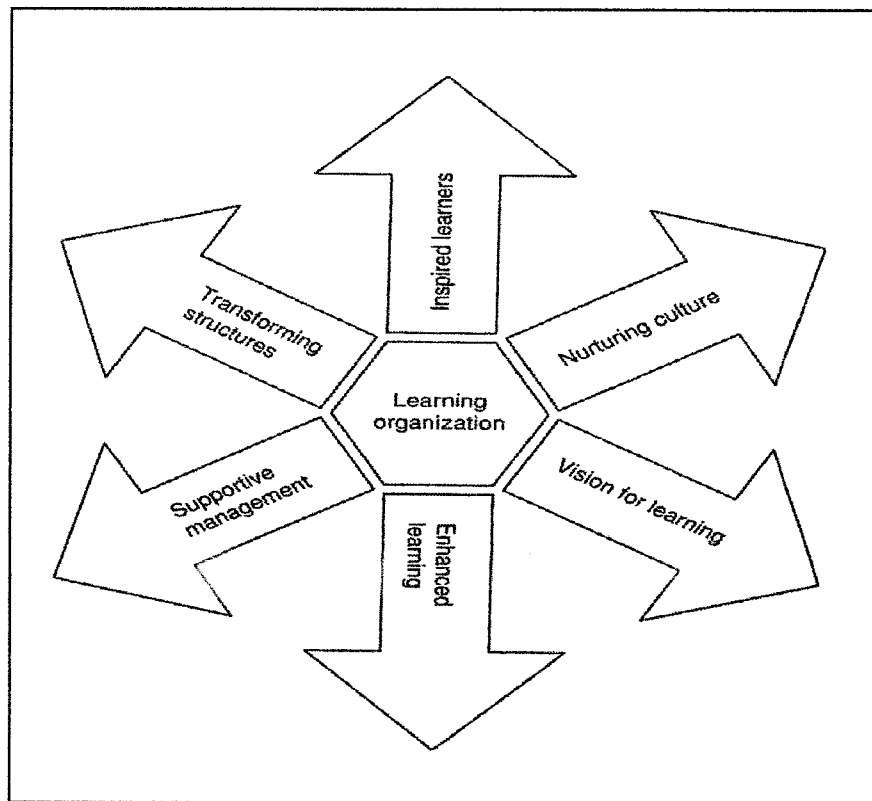 Inspired learners
Transforming
structures
Nurturing culture
Learning
organization
Supportive
management
Vision for learning
Enhanced
learning